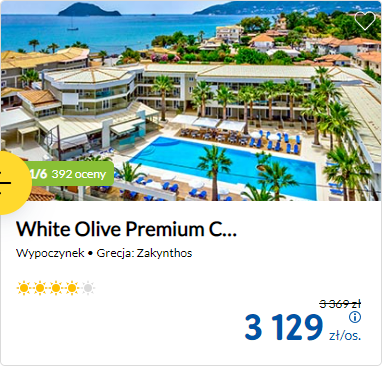 1/6 392 oceny
White Olive Premium C...
Wypoczynek • Grecja: Zakynthos
3 369 zł
3 129 zł/os.